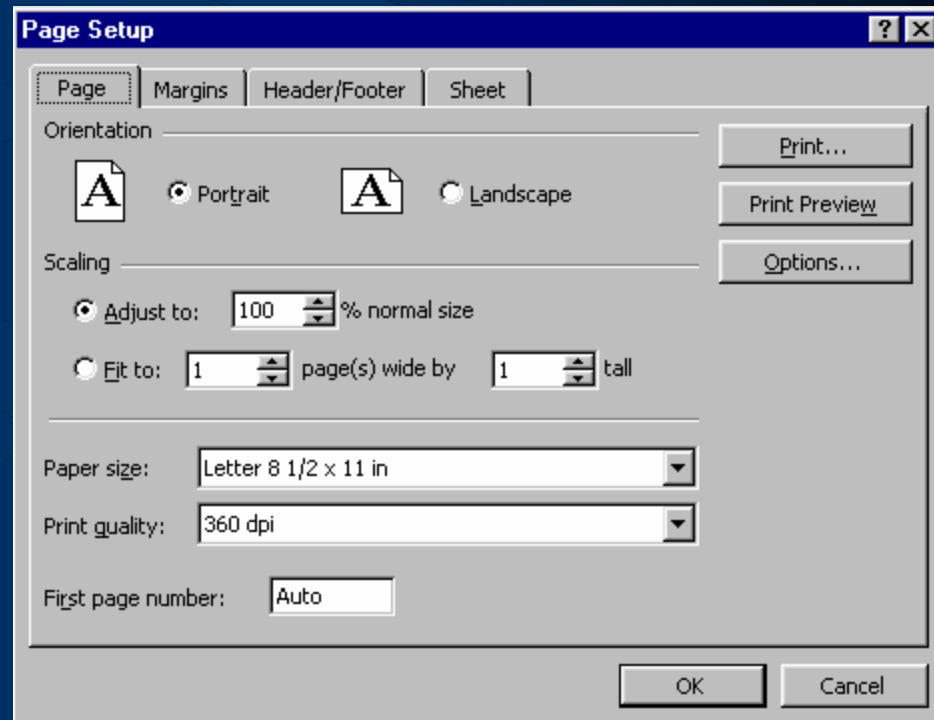 Page Setup
Page Margins Header/Footer Sheet
Orientation
A Portrait A Landscape
Print...
Print Preview
Scaling
Options...
Adjust to: 100 % normal size
Fit to: 1 page(s) wide by 1 tall
Paper size: Letter 8 1/2 x 11 in
Print quality: 360 dpi
First page number: Auto
OK Cancel